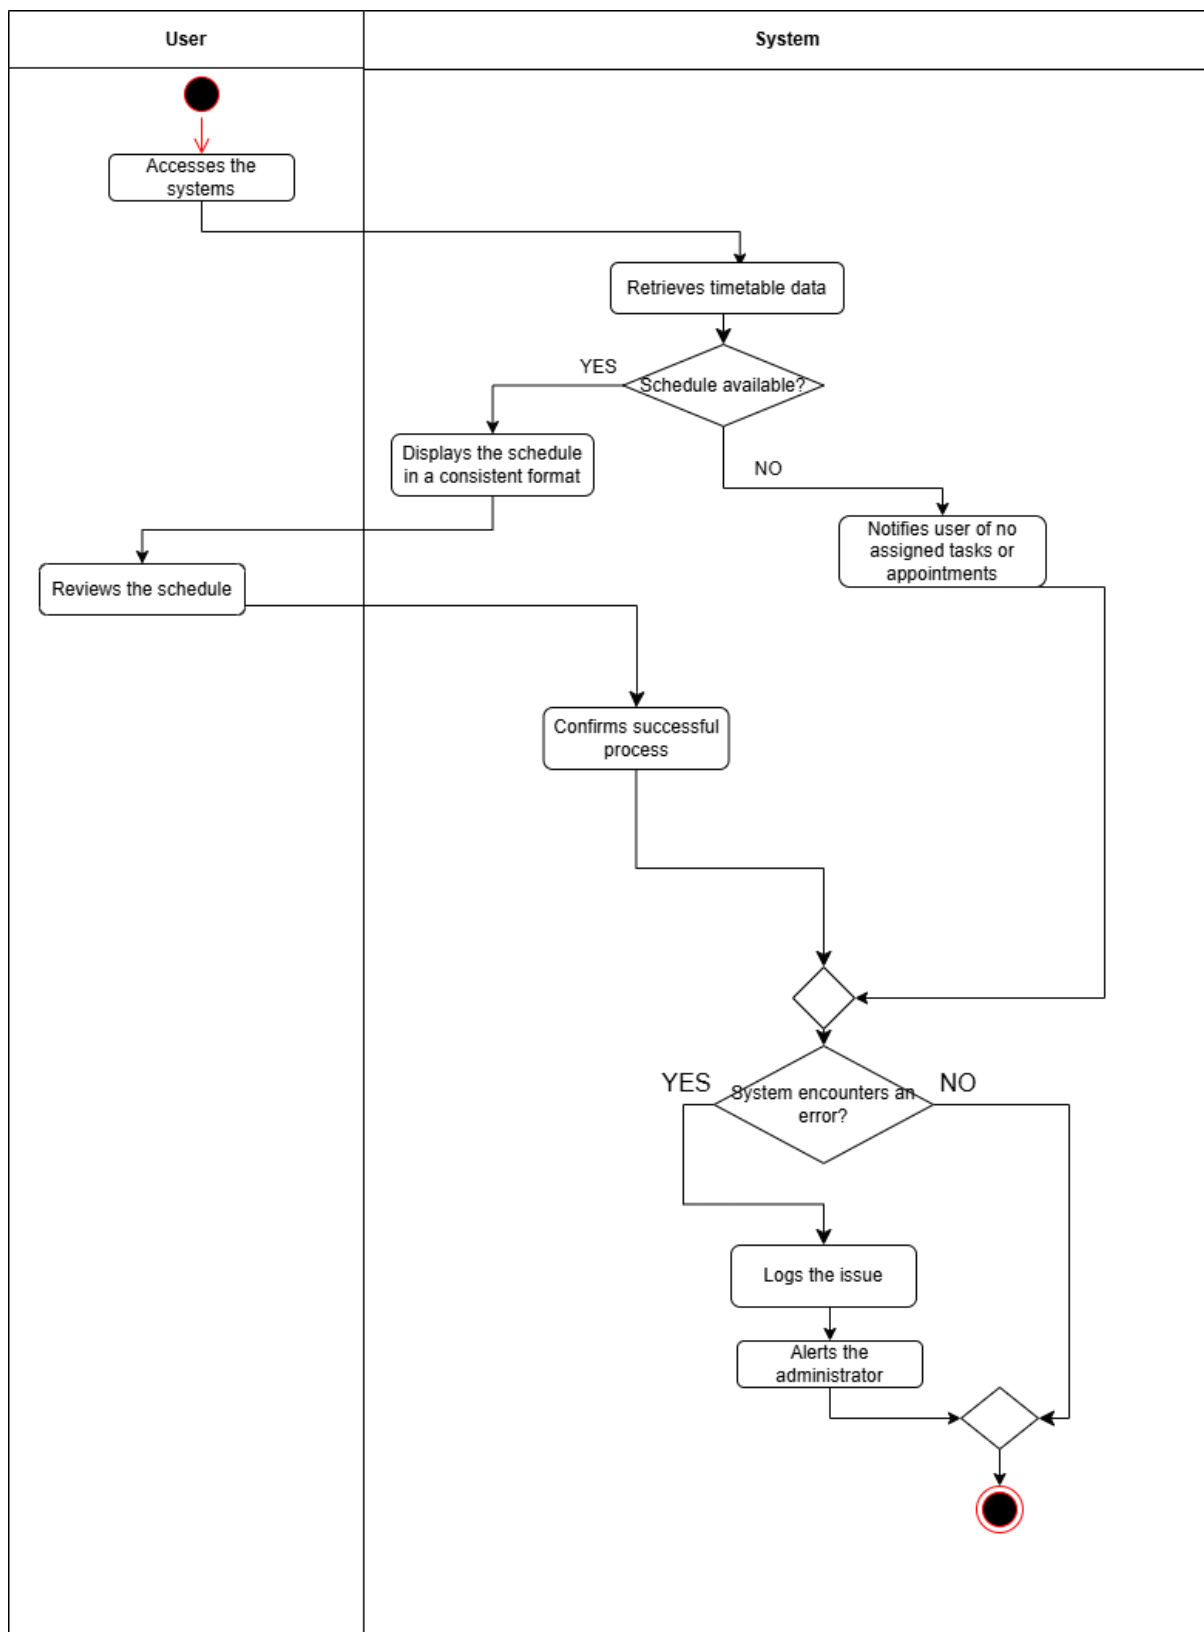 User
System
Accesses the
systems
Retrieves timetable data
YES
Schedule available?
Displays the schedule
in a consistent format
NO
Notifies user of no
assigned tasks or
appointments
Reviews the schedule
Confirms successful
process
YES
System encounters an
error?
NO
Logs the issue
Alerts the
administrator